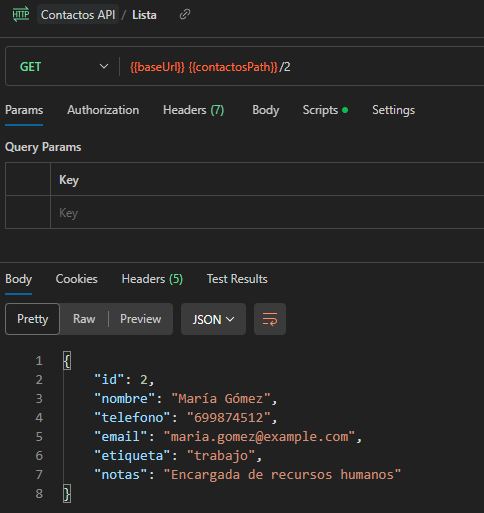 HTTP Contactos API / Lista
GET {{baseUrl}} {{contactosPath}}/2
Params Authorization Headers (7) Body Scripts Settings
Query Params
Key
Key
Body Cookies Headers (5) Test Results
Pretty Raw Preview JSON
1 {
2 "id": 2,
3 "nombre": "María Gómez",
4 "telefono": "699874512",
5 "email": "maria.gomez@example.com",
6 "etiqueta": "trabajo",
7 "notas": "Encargada de recursos humanos"
8 }